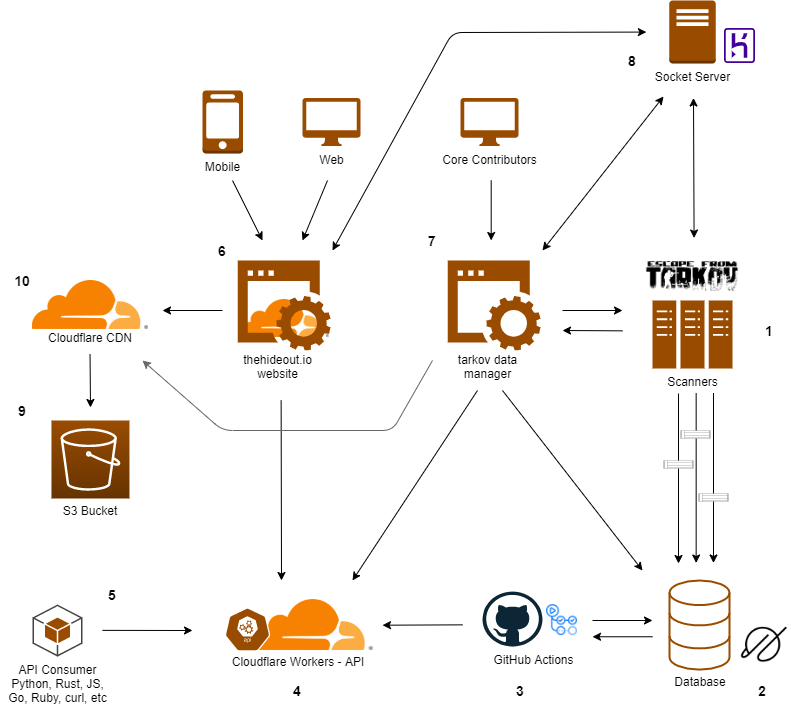 8
Socket Server
Mobile
Web
Core Contributors
6
7
10
ESCAPE FROM
TARKOV
Cloudflare CDN
1
thehideout.io
website
tarkov data
manager
Scanners
9
S3 Bucket
5
api
API Consumer
Python, Rust, JS,
Go, Ruby, curl, etc
Cloudflare Workers - API
GitHub Actions
Database
4
3
2